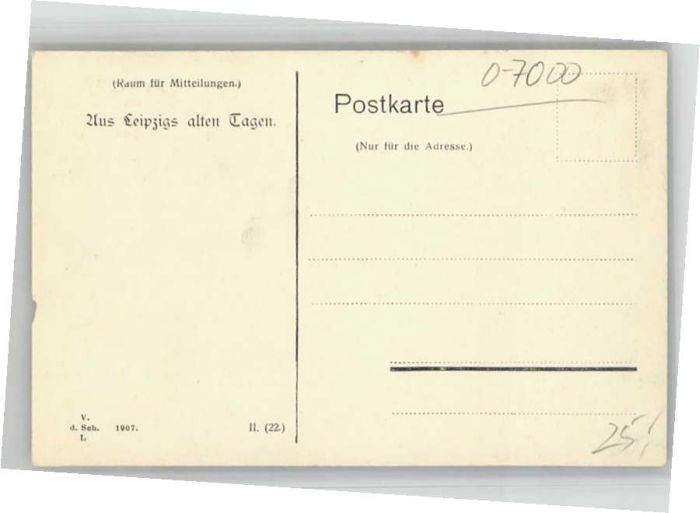 (Raum für Mitteilungen.)
Aus Leipzigs alten Tagen.
V.
d. Sch. 1907. II. (22.)
L.
0-7000
Postkarte
(Nur für die Adresse.)
25,-